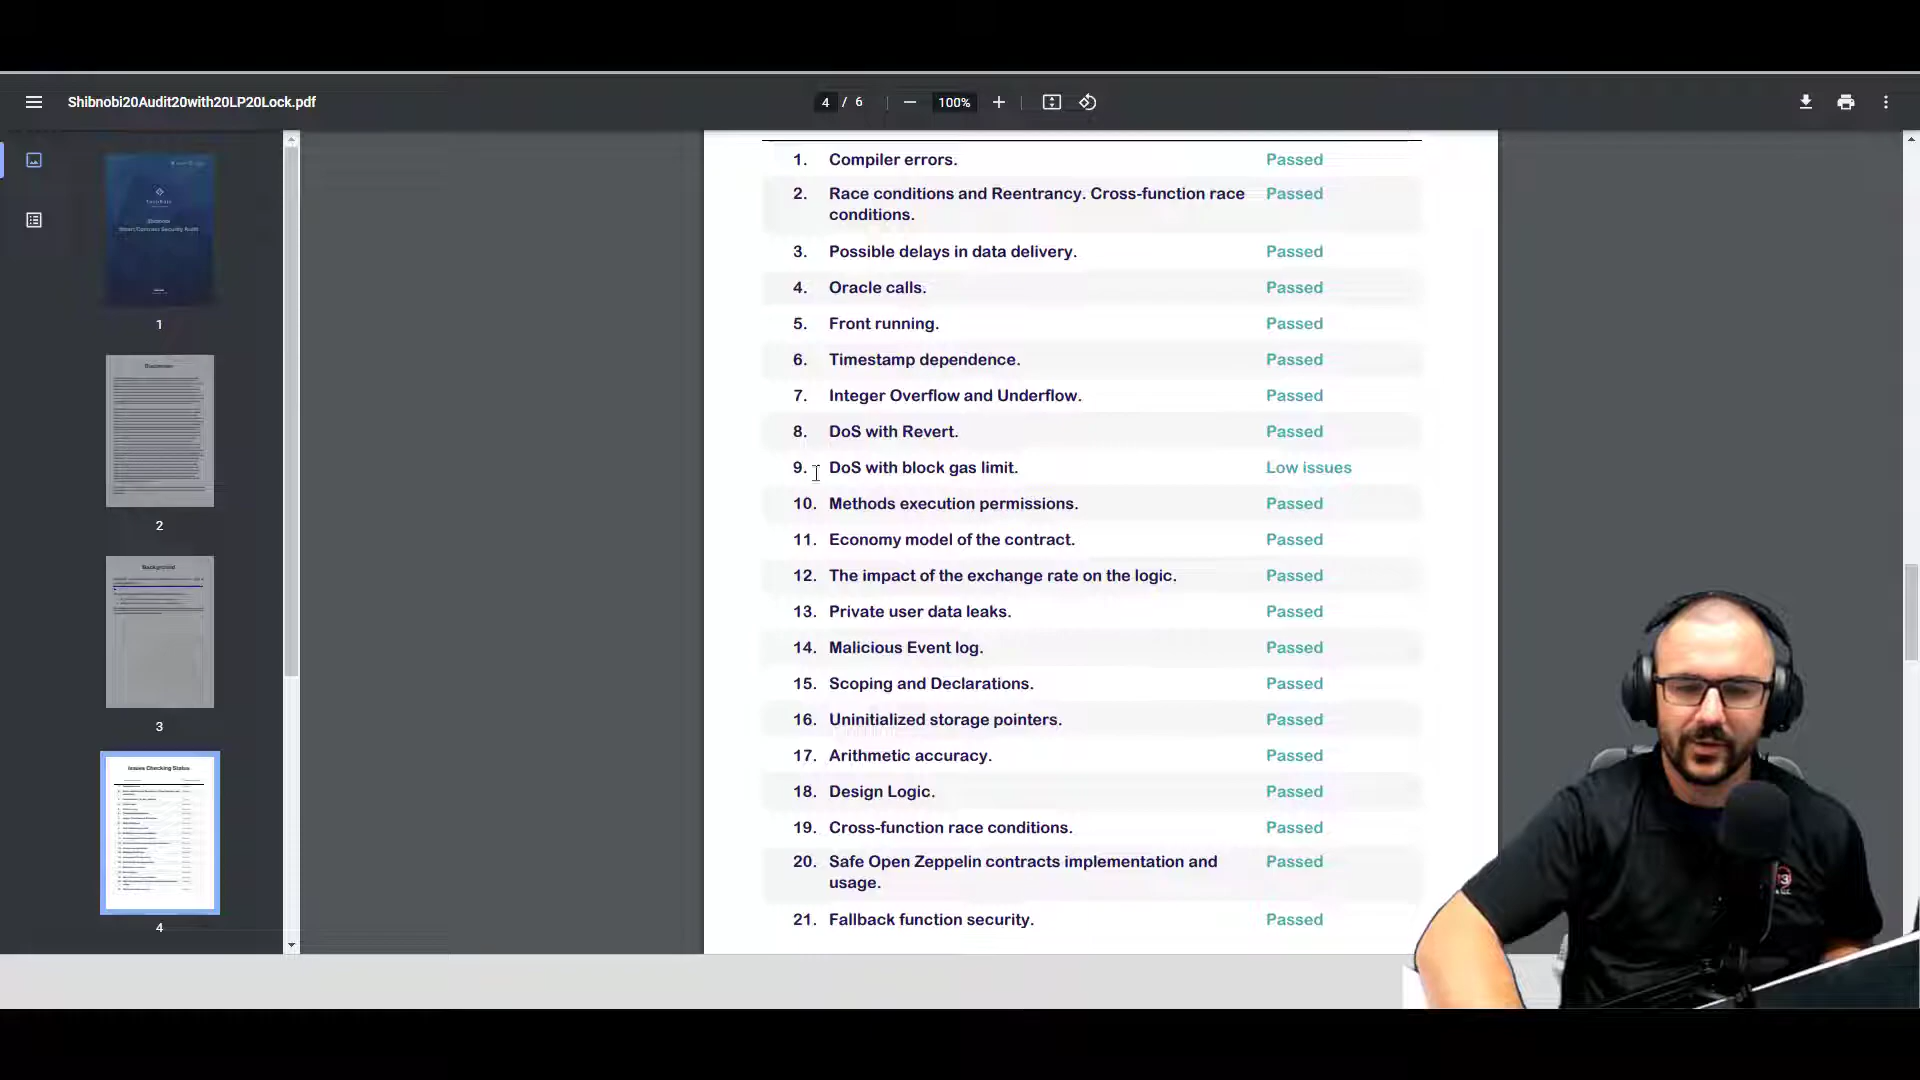 Shibnobi20Audit20with20LP20Lock.pdf
4 / 6
100%
1
2
Background
3
Issues Checking Status
4
1. Compiler errors. Passed
2. Race conditions and Reentrancy. Cross-function race Passed
conditions.
3. Possible delays in data delivery. Passed
4. Oracle calls. Passed
5. Front running. Passed
6. Timestamp dependence. Passed
7. Integer Overflow and Underflow. Passed
8. DoS with Revert. Passed
9. DoS with block gas limit. Low issues
10. Methods execution permissions. Passed
11. Economy model of the contract. Passed
12. The impact of the exchange rate on the logic. Passed
13. Private user data leaks. Passed
14. Malicious Event log. Passed
15. Scoping and Declarations. Passed
16. Uninitialized storage pointers. Passed
17. Arithmetic accuracy. Passed
18. Design Logic. Passed
19. Cross-function race conditions. Passed
20. Safe Open Zeppelin contracts implementation and Passed
usage.
21. Fallback function security. Passed